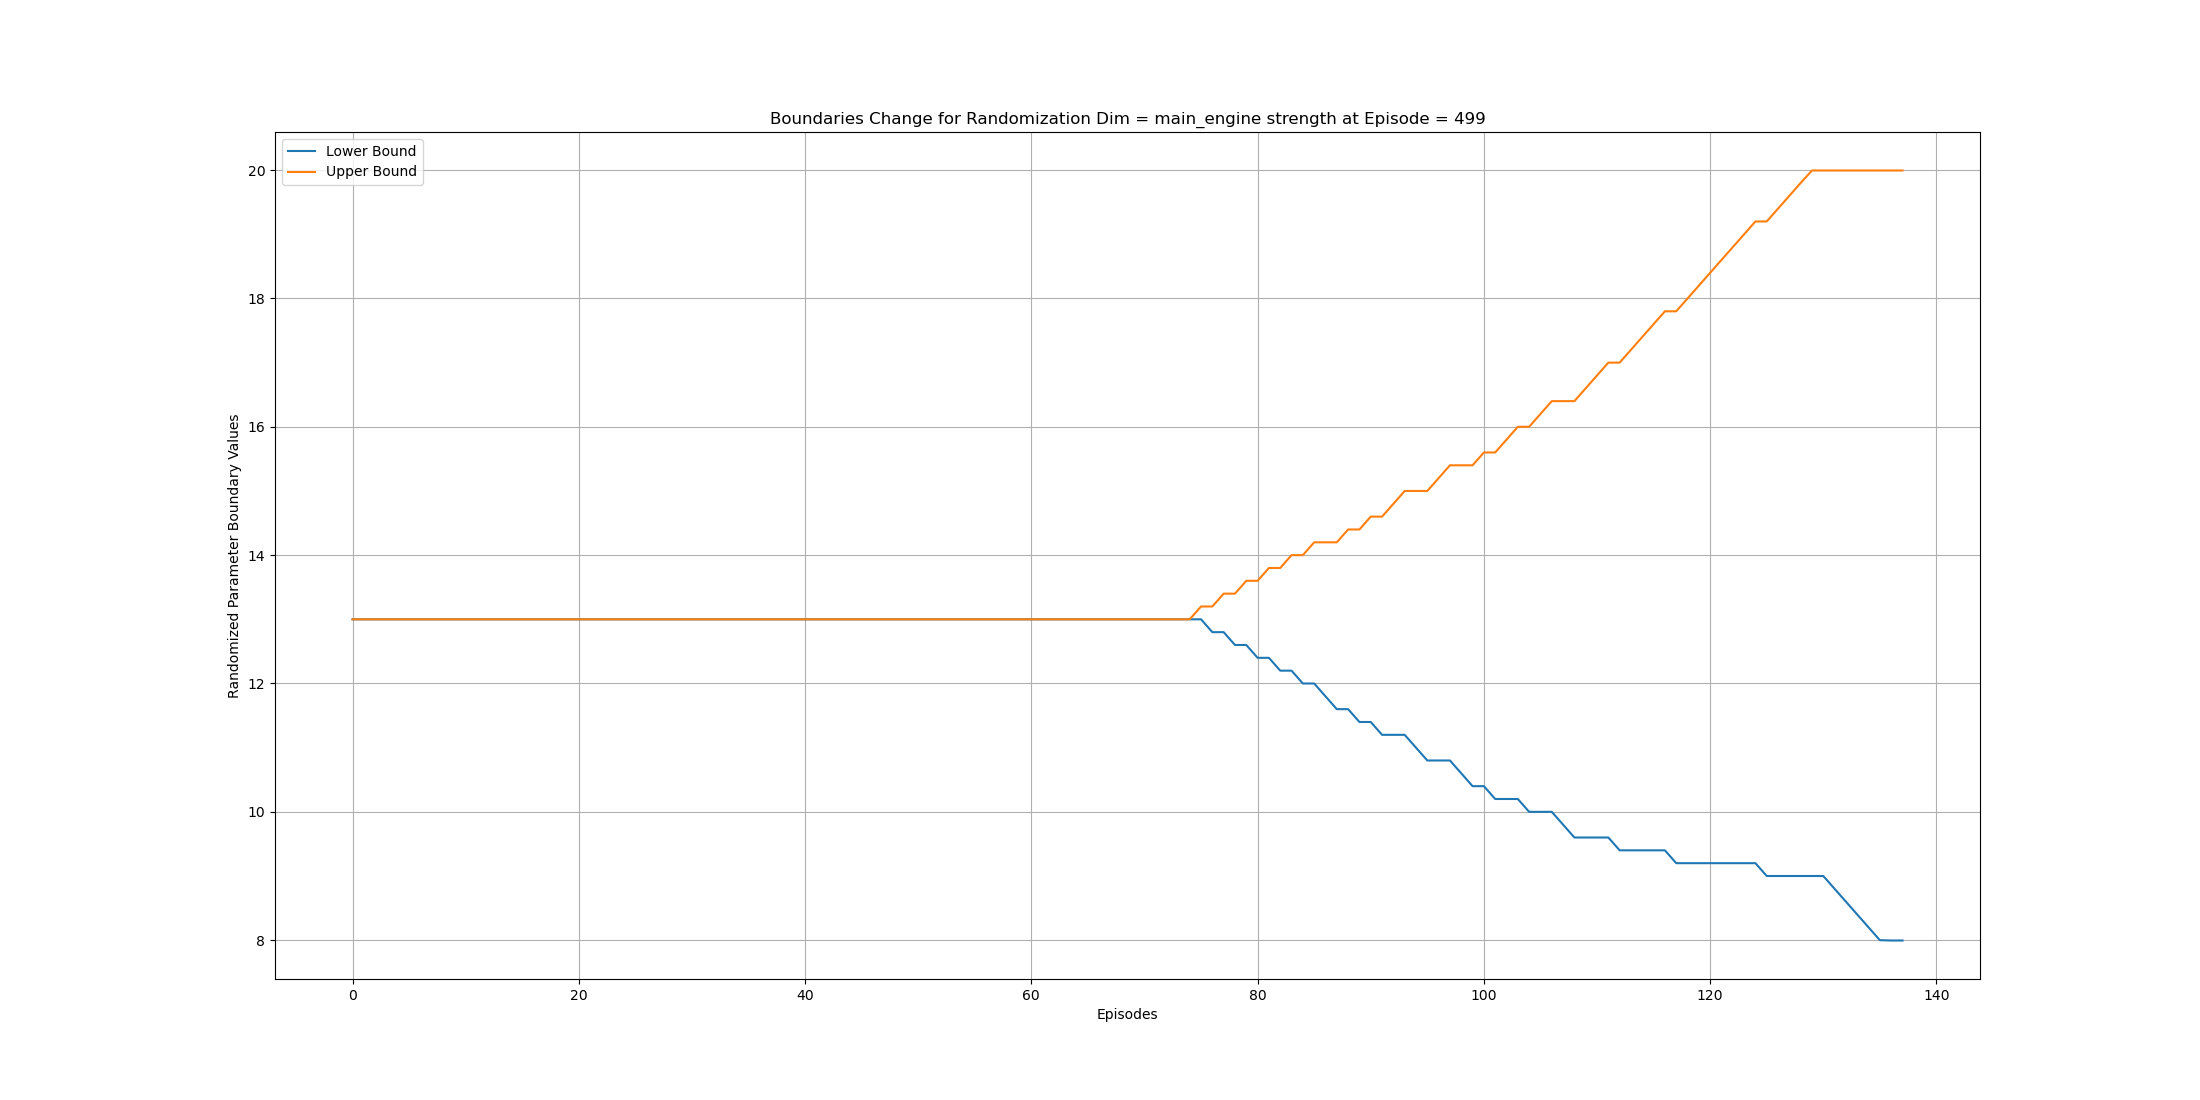 Boundaries Change for Randomization Dim = main_engine strength at Episode = 499
Lower Bound
Upper Bound
Randomized Parameter Boundary Values
20
18
16
14
12
10
8
0 20 40 60 80 100 120 140
Episodes